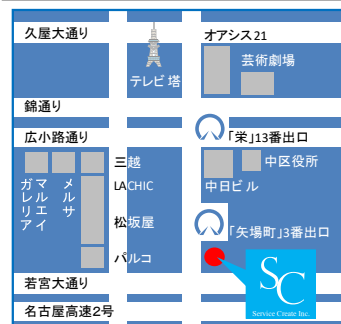 久屋大通り
オアシス21
芸術劇場
テレビ塔
錦通り
広小路通り
「栄」13番出口
三越
中区役所
ガレリア
マルエイ
メルサ
LACHIC
中日ビル
松坂屋
「矢場町」3番出口
パルコ
SC
Service Create Inc.
若宮大通り
名古屋高速2号